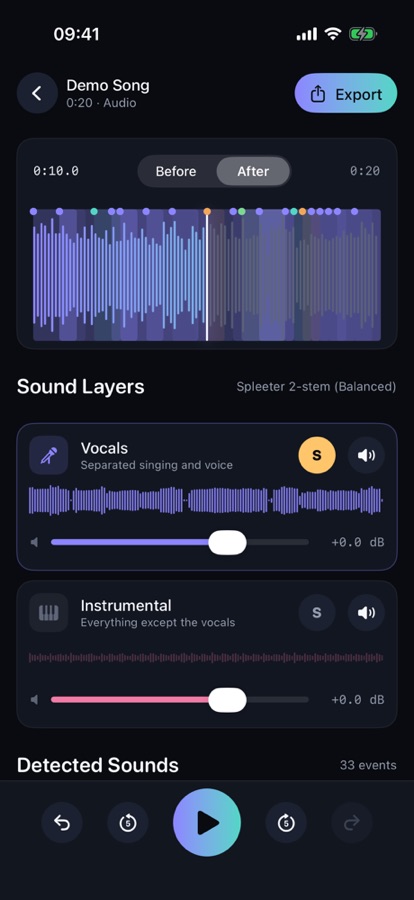 09:41
Demo Song
0:20 · Audio
Export
0:10.0
Before
After
0:20
Sound Layers
Spleeter 2-stem (Balanced)
Vocals
Separated singing and voice
S
+0.0 dB
Instrumental
Everything except the vocals
S
+0.0 dB
Detected Sounds
33 events
5
5